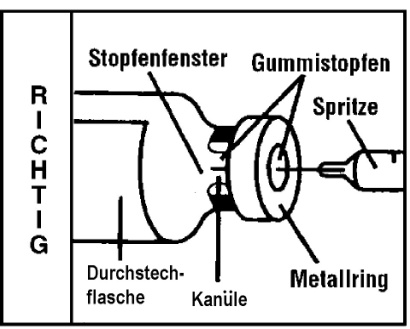 RICHTIG
Stopfenfenster
Gummistopfen
Spritze
Durchstech-
flasche
Kanüle
Metallring